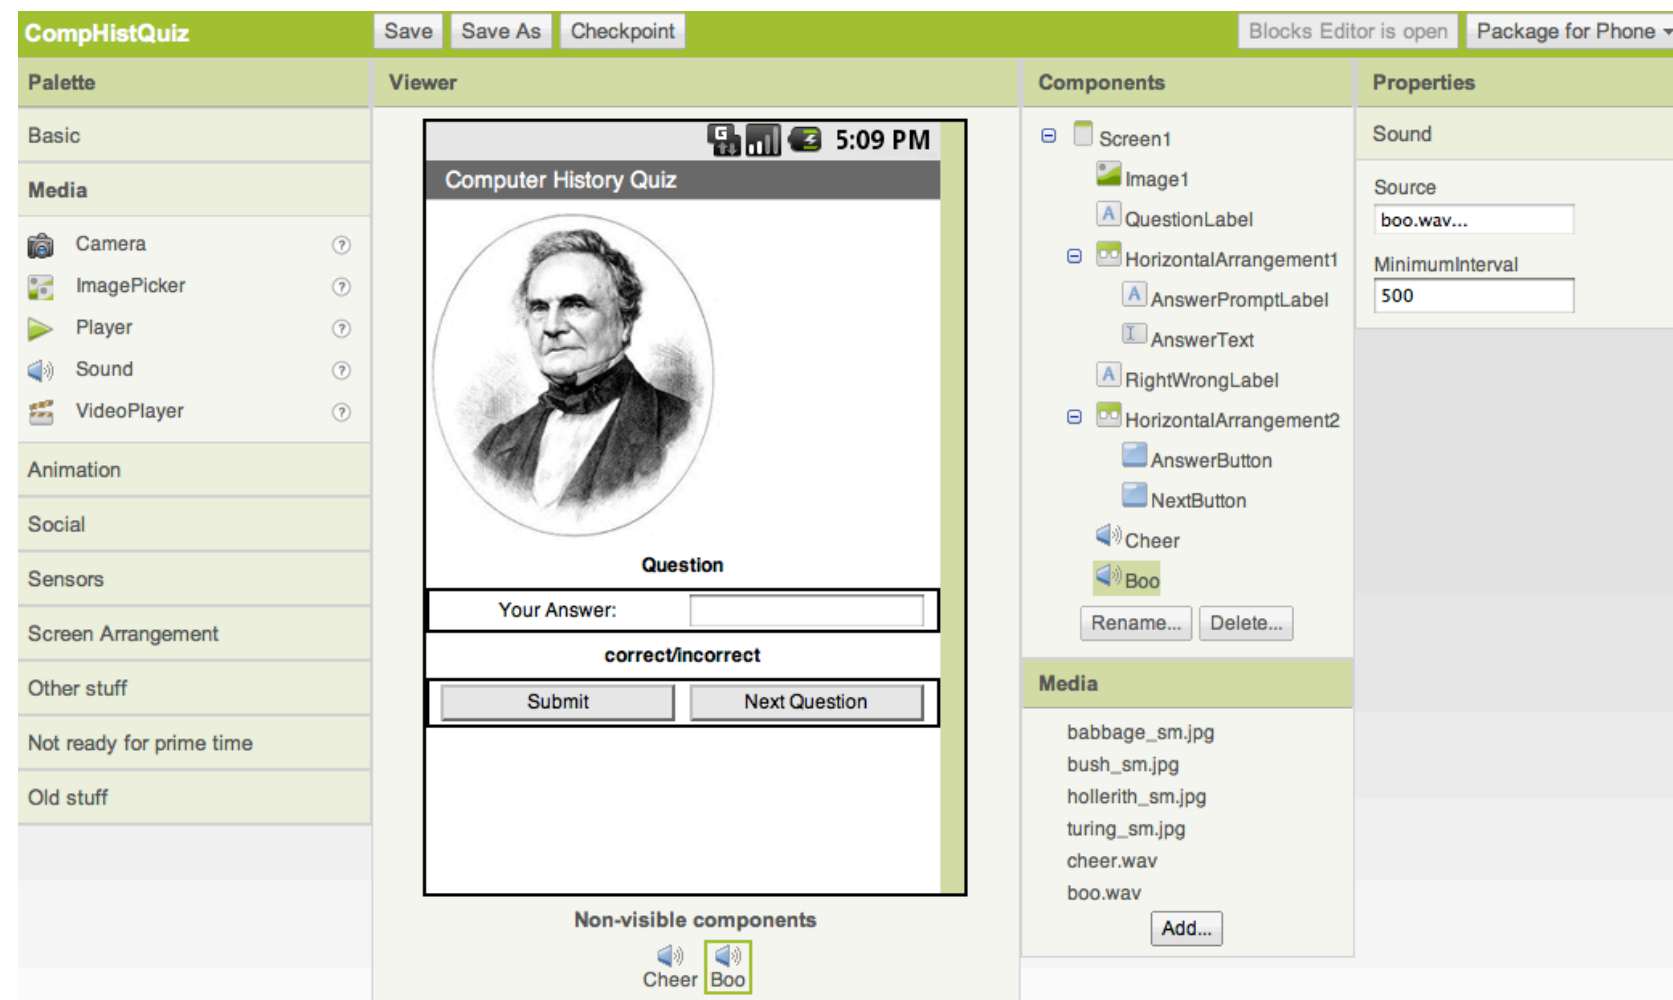 CompHistQuiz
Save Save As Checkpoint
Blocks Editor is open Package for Phone
Palette
Basic
Media
Camera ?
ImagePicker ?
Player ?
Sound ?
VideoPlayer ?
Animation
Social
Sensors
Screen Arrangement
Other stuff
Not ready for prime time
Old stuff
Viewer
G 5:09 PM
Computer History Quiz
Question
Your Answer:
correct/incorrect
Submit Next Question
Non-visible components
Cheer Boo
Components
Screen1
Image1
A QuestionLabel
HorizontalArrangement1
A AnswerPromptLabel
AnswerText
A RightWrongLabel
HorizontalArrangement2
AnswerButton
NextButton
Cheer
Boo
Rename... Delete...
Media
babbage_sm.jpg
bush_sm.jpg
hollerith_sm.jpg
turing_sm.jpg
cheer.wav
boo.wav
Add...
Properties
Sound
Source
boo.wav...
MinimumInterval
500